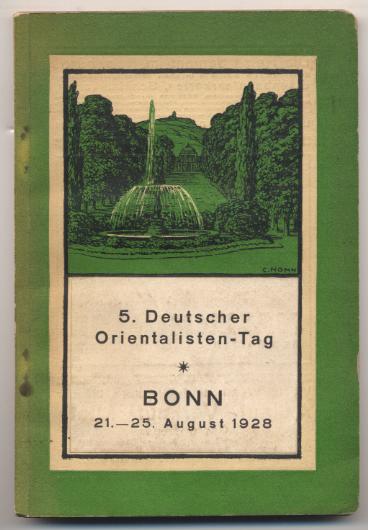 C. NONN
5. Deutscher
Orientalisten-Tag
*
BONN
21.—25. August 1928